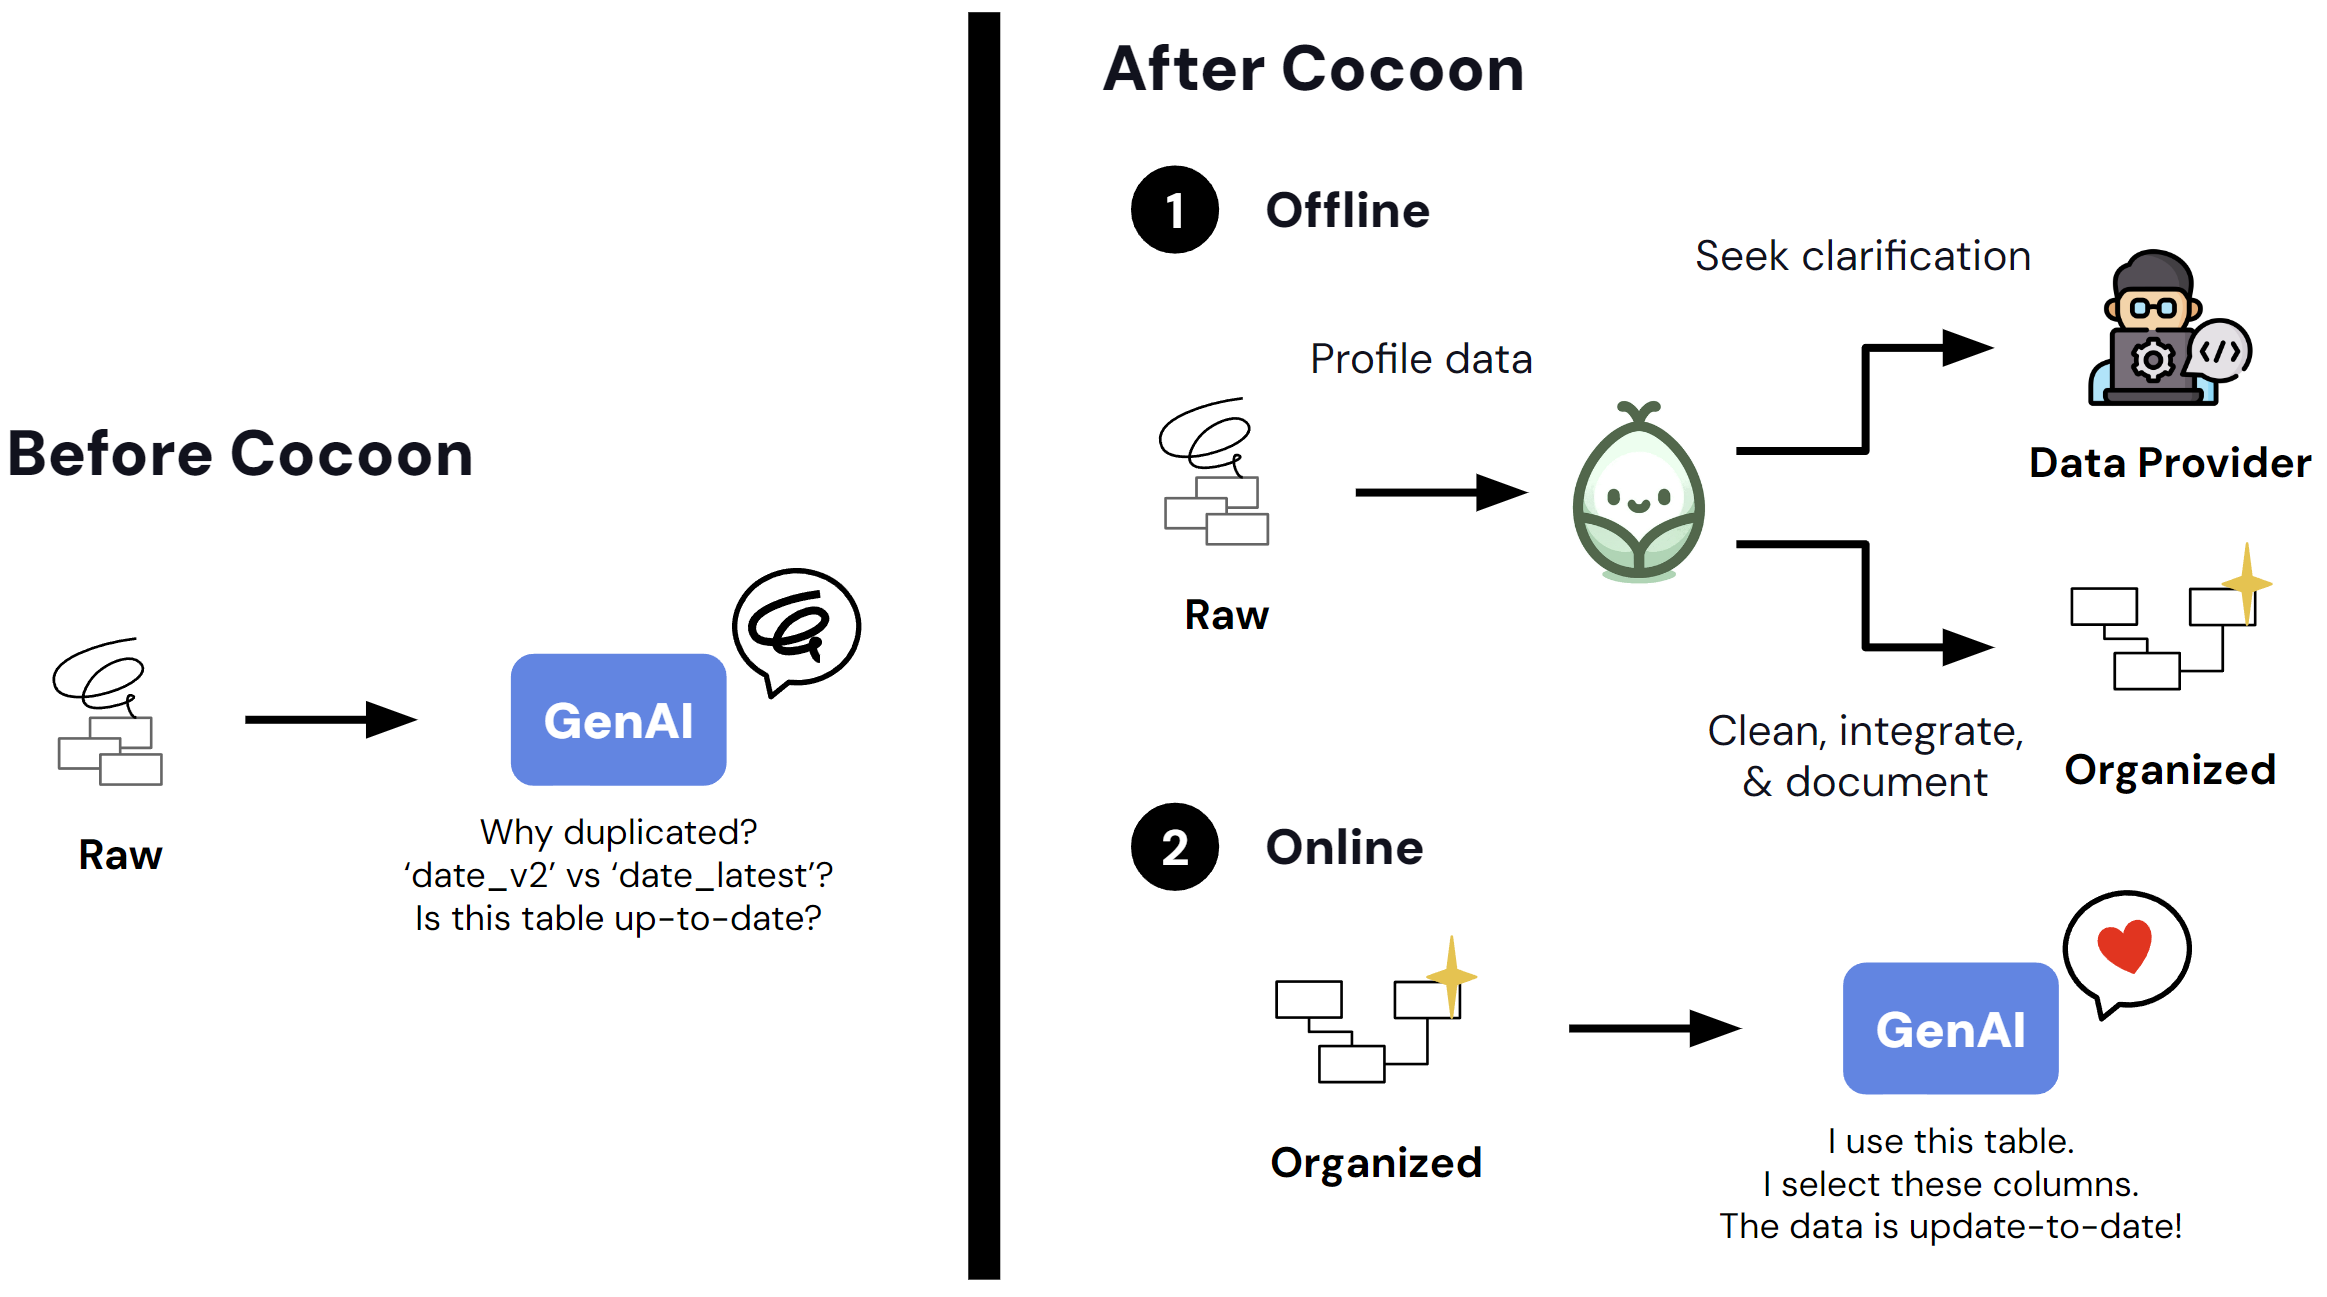 Before Cocoon
Raw
GenAI
Why duplicated?
‘date_v2’ vs ‘date_latest’?
Is this table up-to-date?
After Cocoon
1 Offline
Profile data
Raw
Seek clarification
Data Provider
Clean, integrate,
& document
Organized
2 Online
Organized
GenAI
I use this table.
I select these columns.
The data is update-to-date!